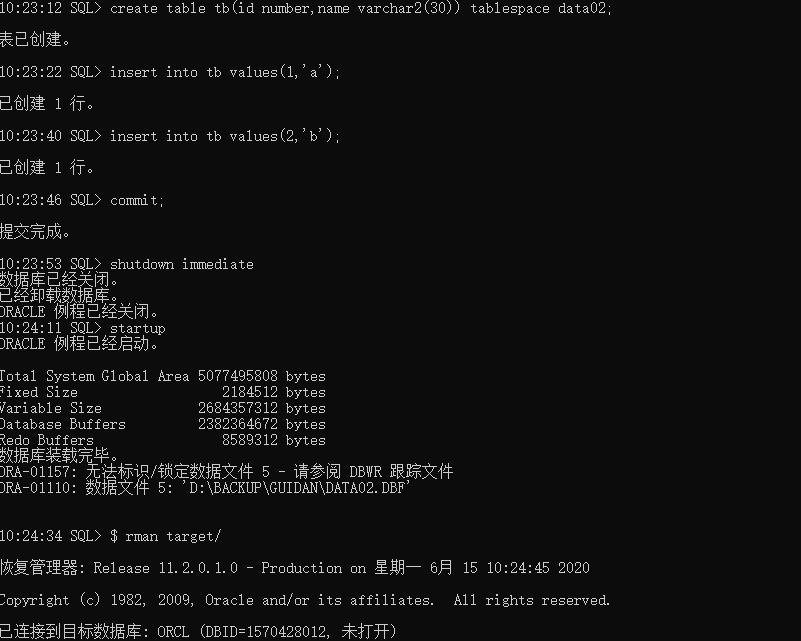 10:23:12 SQL> create table tb(id number,name varchar2(30)) tablespace data02;
表已创建。
10:23:22 SQL> insert into tb values(1,'a');
已创建 1 行。
10:23:40 SQL> insert into tb values(2,'b');
已创建 1 行。
10:23:46 SQL> commit;
提交完成。
10:23:53 SQL> shutdown immediate
数据库已经关闭。
已经卸载数据库。
ORACLE 例程已经关闭。
10:24:11 SQL> startup
ORACLE 例程已经启动。
Total System Global Area 5077495808 bytes
Fixed Size 2184512 bytes
Variable Size 2684357312 bytes
Database Buffers 2382364672 bytes
Redo Buffers 8589312 bytes
数据库装载完毕。
ORA-01157: 无法标识/锁定数据文件 5 - 请参阅 DBWR 跟踪文件
ORA-01110: 数据文件 5: 'D:\BACKUP\GUIDAN\DATA02.DBF'
10:24:34 SQL> $ rman target/
恢复管理器: Release 11.2.0.1.0 - Production on 星期一 6月 15 10:24:45 2020
Copyright (c) 1982, 2009, Oracle and/or its affiliates.  All rights reserved.
已连接到目标数据库: ORCL (DBID=1570428012, 未打开)